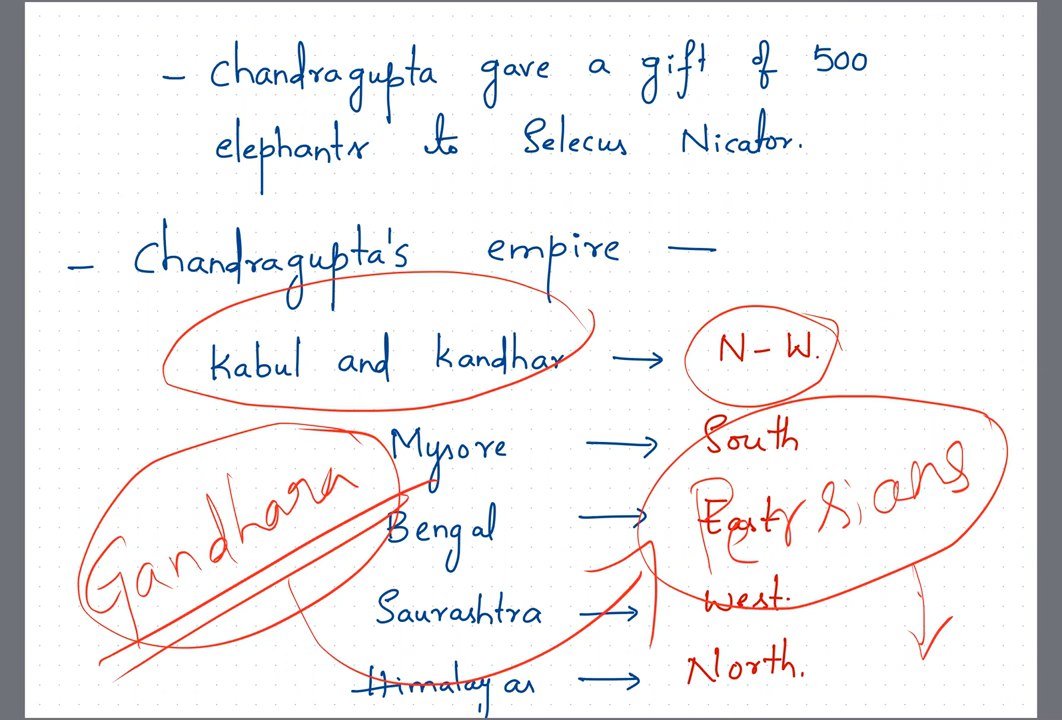 - Chandragupta gave a gift of 500
elephants to Selecus Nicator.
- Chandragupta's empire —
Kabul and Kandhar → N-W.
Mysore → South
Bengal → East
Persians
Gandhara
Saurashtra → West.
Himalayas → North.